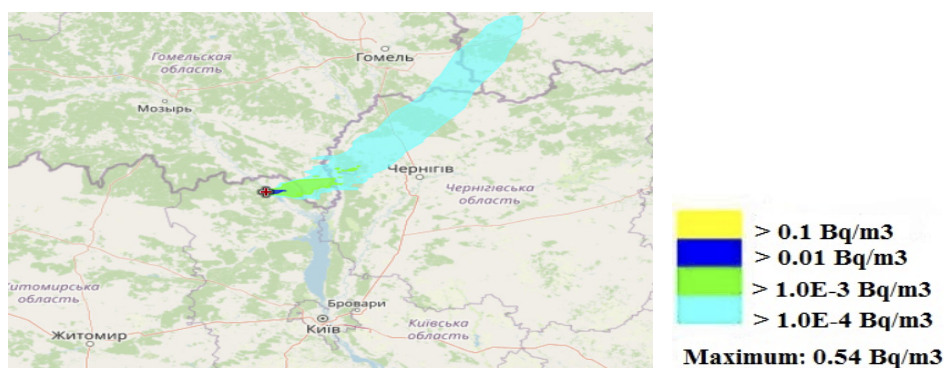 Гомель
Гомельская
область
Мозырь
Чернігів
Чернігівська
область
Житомирська
область
Бровари
Київ
Київська
область
Житомир
> 0.1 Bq/m3
> 0.01 Bq/m3
> 1.0E-3 Bq/m3
> 1.0E-4 Bq/m3
Maximum: 0.54 Bq/m3